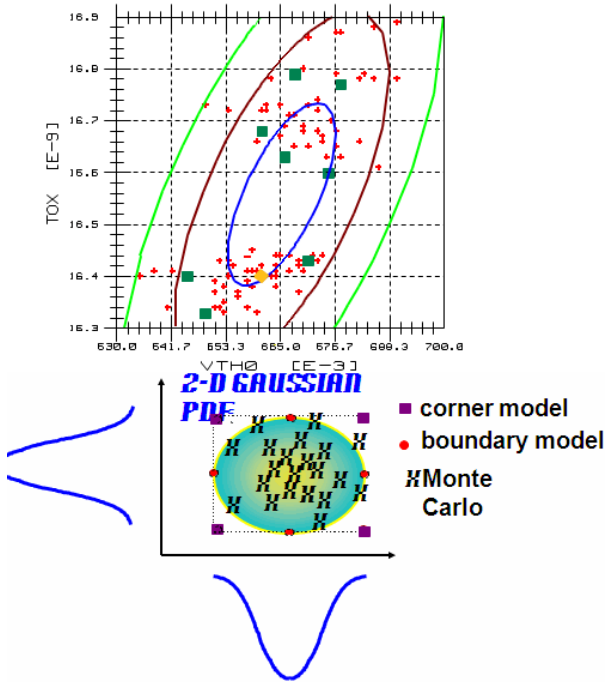 16.9
16.8
16.7
16.6
16.5
16.4
16.3
TOX [E-9]
630.0 641.7 653.3 665.0 676.7 688.3 700.0
VTH0 [E-3]
2-D GAUSSIAN
PDF
corner model
boundary model
X Monte
Carlo
X X X X X X X X X X X X X X X X X X X X